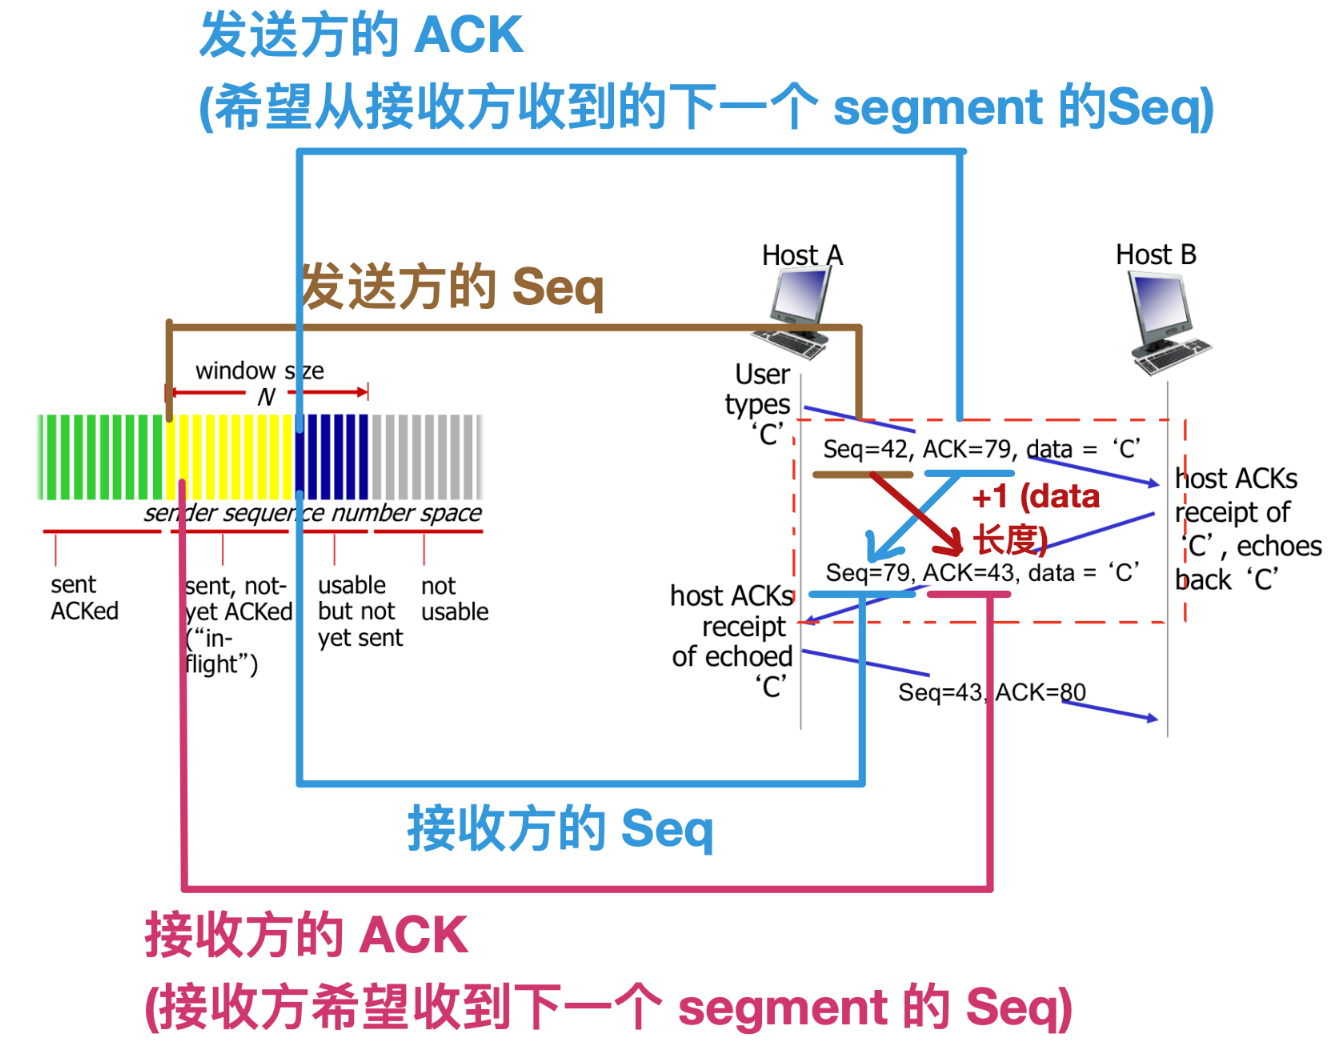 发送方的 ACK
(希望从接收方收到的下一个 segment 的Seq)
发送方的 Seq
Host A
Host B
window size
N
User
types
‘C’
Seq=42, ACK=79, data = ‘C’
+1 (data
长度)
host ACKs
receipt of
‘C’, echoes
back ‘C’
Seq=79, ACK=43, data = ‘C’
host ACKs
receipt
of echoed
‘C’
Seq=43, ACK=80
sender sequence number space
sent
ACKed
sent, not-
yet ACKed
(“in-
flight”)
usable
but not
yet sent
not
usable
接收方的 Seq
接收方的 ACK
(接收方希望收到下一个 segment 的 Seq)